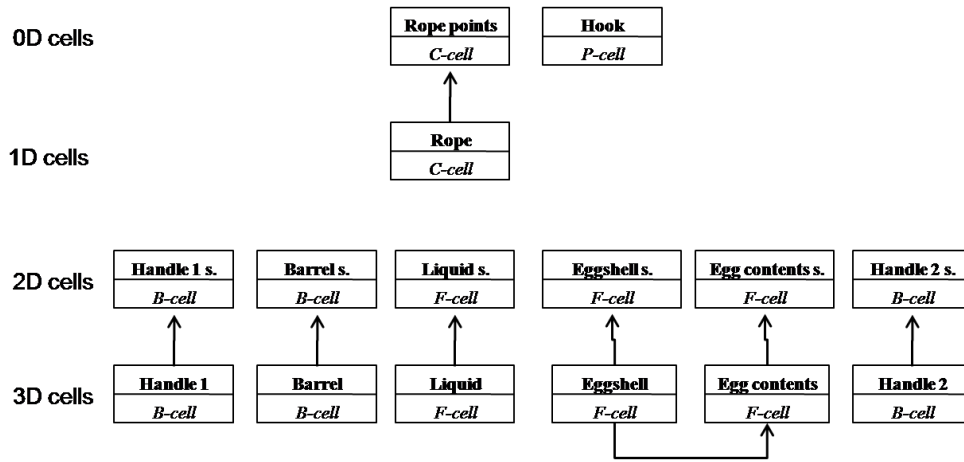 0D cells
Rope points
C-cell
Hook
P-cell
1D cells
Rope
C-cell
2D cells
Handle 1 s.
B-cell
Barrel s.
B-cell
Liquid s.
F-cell
Eggshell s.
F-cell
Egg contents s.
F-cell
Handle 2 s.
B-cell
3D cells
Handle 1
B-cell
Barrel
B-cell
Liquid
F-cell
Eggshell
F-cell
Egg contents
F-cell
Handle 2
B-cell